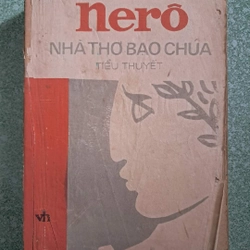 nerô
NHÀ THƠ BẠO CHÚA
TIỂU THUYẾT
vh